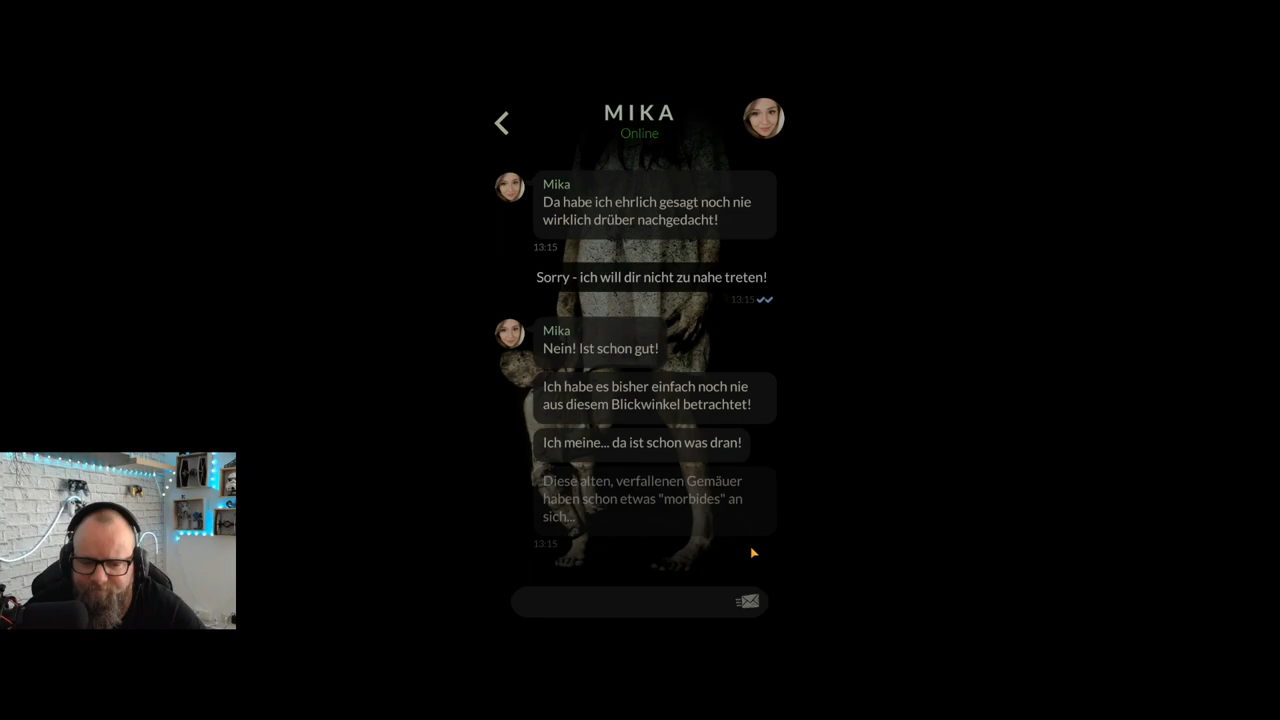 MIKA
Online
Mika
Da habe ich ehrlich gesagt noch nie
wirklich drüber nachgedacht!
13:15
Sorry - ich will dir nicht zu nahe treten!
13:15
Mika
Nein! Ist schon gut!
Ich habe es bisher einfach noch nie
aus diesem Blickwinkel betrachtet!
Ich meine... da ist schon was dran!
Diese alten, verfallenen Gemäuer
haben schon etwas "morbides" an
sich...
13:15